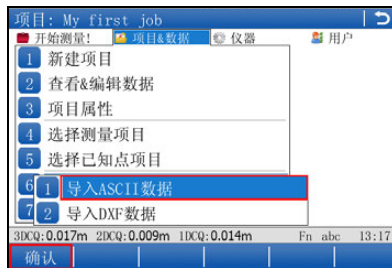 项目: My first job
开始测量! 项目&数据 仪器 用户
1 新建项目
2 查看&编辑数据
3 项目属性
4 选择测量项目
5 选择已知点项目
6
1 导入ASCII数据
7
2 导入DXF数据
3DCQ:0.017m 2DCQ:0.009m 1DCQ:0.014m Fn abc 13:17
确认